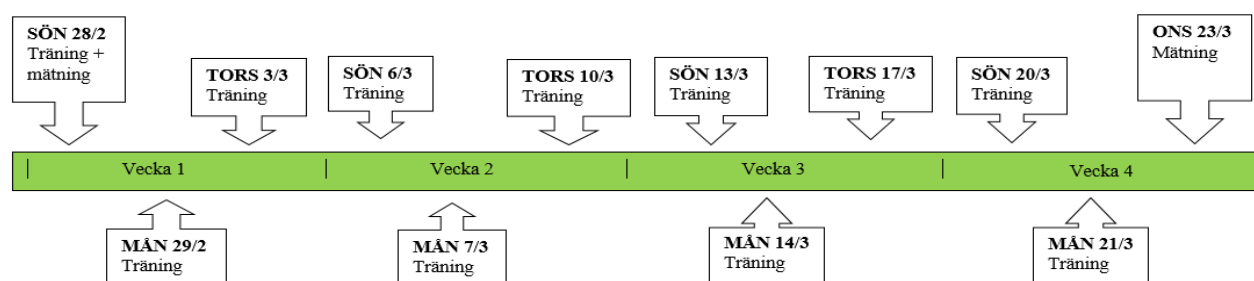 SÖN 28/2
Träning +
mätning
TORS 3/3
Träning
SÖN 6/3
Träning
TORS 10/3
Träning
SÖN 13/3
Träning
TORS 17/3
Träning
SÖN 20/3
Träning
ONS 23/3
Mätning
Vecka 1
Vecka 2
Vecka 3
Vecka 4
MÅN 29/2
Träning
MÅN 7/3
Träning
MÅN 14/3
Träning
MÅN 21/3
Träning